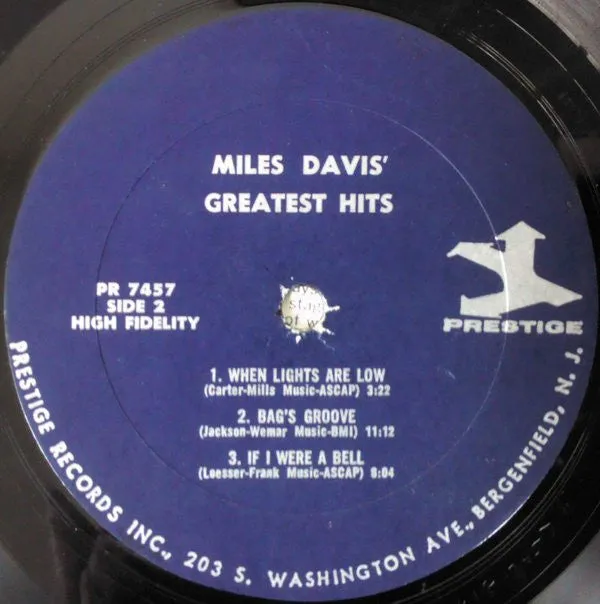 MILES DAVIS'
GREATEST HITS
PR 7457
SIDE 2
HIGH FIDELITY
PRESTIGE
1. WHEN LIGHTS ARE LOW
(Carter-Mills Music-ASCAP) 3:22
2. BAG'S GROOVE
(Jackson-Wemar Music-BMI) 11:12
3. IF I WERE A BELL
(Loesser-Frank Music-ASCAP) 8:04
PRESTIGE RECORDS INC., 203 S. WASHINGTON AVE., BERGENFIELD, N. J.